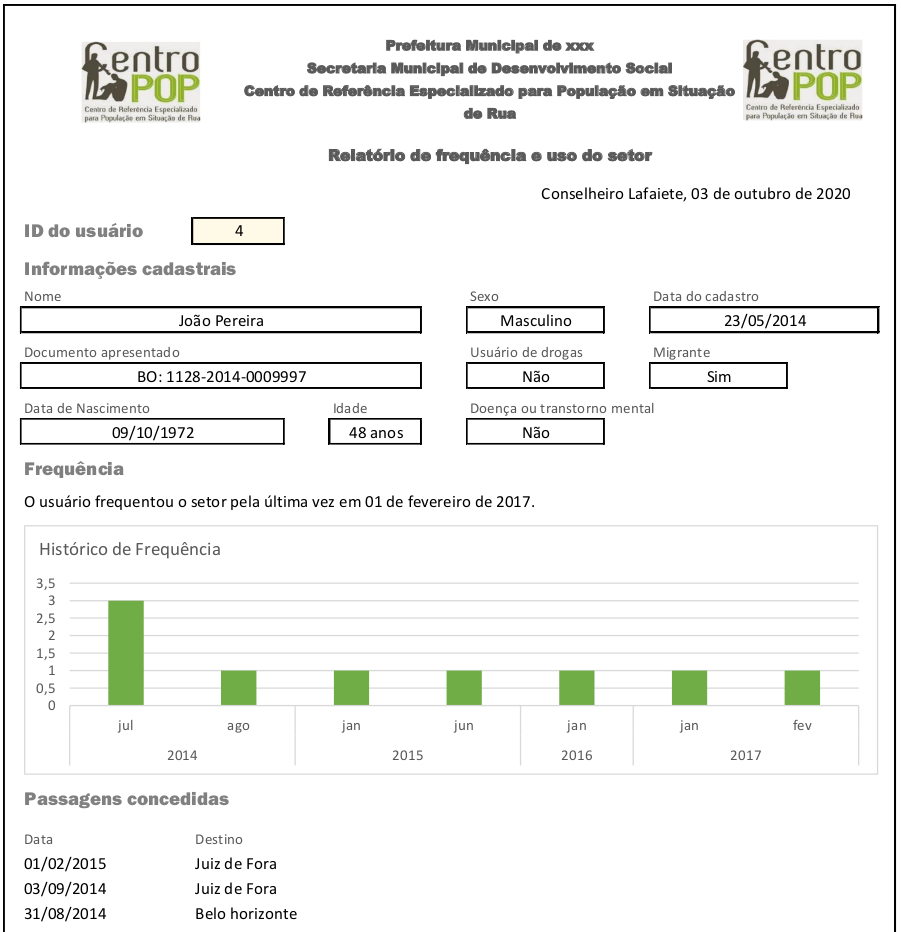 Centro
POP
Centro de Referência Especializado
para População em Situação de Rua
Prefeitura Municipal de xxx
Secretaria Municipal de Desenvolvimento Social
Centro de Referência Especializado para População em Situação
de Rua
Centro
POP
Centro de Referência Especializado
para População em Situação de Rua
Relatório de frequência e uso do setor
Conselheiro Lafaiete, 03 de outubro de 2020
ID do usuário 4
Informações cadastrais
Nome Sexo Data do cadastro
João Pereira Masculino 23/05/2014
Documento apresentado Usuário de drogas Migrante
BO: 1128-2014-0009997 Não Sim
Data de Nascimento Idade Doença ou transtorno mental
09/10/1972 48 anos Não
Frequência
O usuário frequentou o setor pela última vez em 01 de fevereiro de 2017.
Histórico de Frequência
3,5
3
2,5
2
1,5
1
0,5
0
jul ago jan jun jan jan fev
2014 2015 2016 2017
Passagens concedidas
Data Destino
01/02/2015 Juiz de Fora
03/09/2014 Juiz de Fora
31/08/2014 Belo horizonte